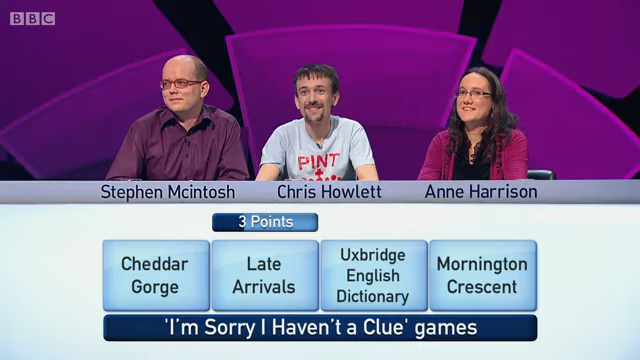 BBC
PINT
Stephen Mcintosh
Chris Howlett
Anne Harrison
3 Points
Cheddar
Gorge
Late
Arrivals
Uxbridge
English
Dictionary
Mornington
Crescent
'I'm Sorry I Haven't a Clue' games